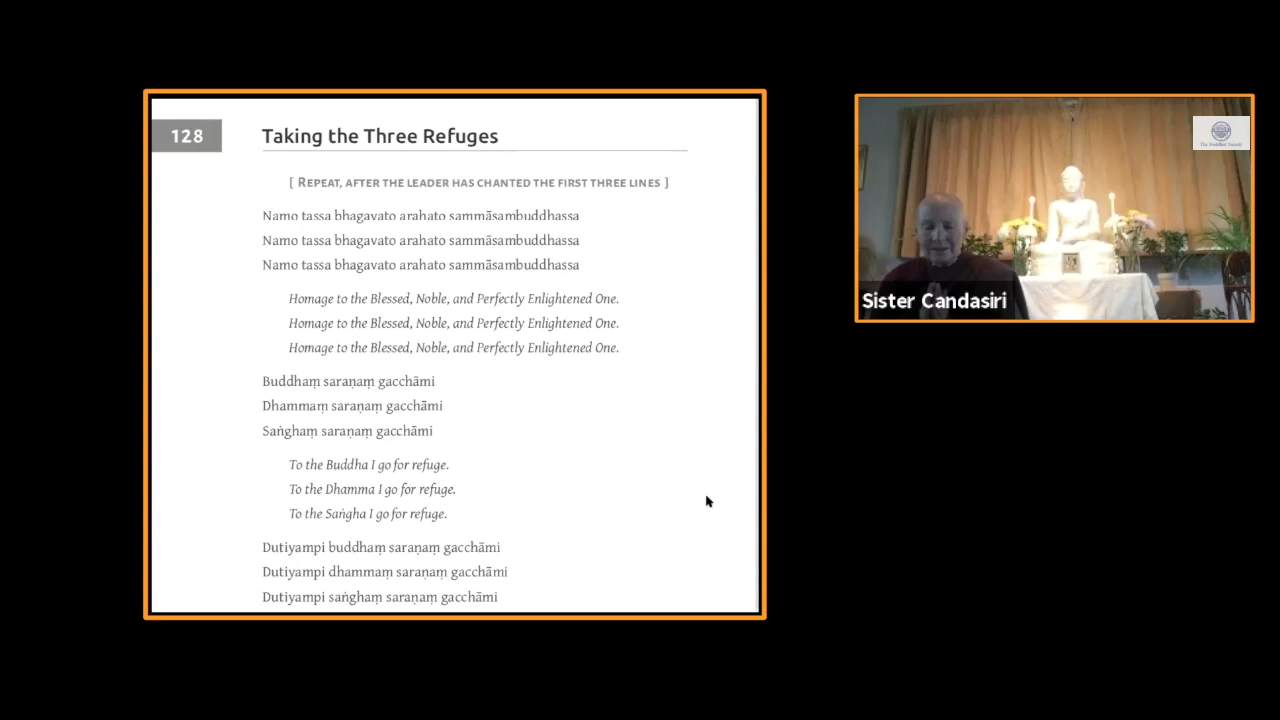 128
Taking the Three Refuges
[ REPEAT, AFTER THE LEADER HAS CHANTED THE FIRST THREE LINES ]
Namo tassa bhagavato arahato sammāsambuddhassa
Namo tassa bhagavato arahato sammāsambuddhassa
Namo tassa bhagavato arahato sammāsambuddhassa
Homage to the Blessed, Noble, and Perfectly Enlightened One.
Homage to the Blessed, Noble, and Perfectly Enlightened One.
Homage to the Blessed, Noble, and Perfectly Enlightened One.
Buddhaṃ saraṇaṃ gacchāmi
Dhammaṃ saraṇaṃ gacchāmi
Saṅghaṃ saraṇaṃ gacchāmi
To the Buddha I go for refuge.
To the Dhamma I go for refuge.
To the Saṅgha I go for refuge.
Dutiyampi buddhaṃ saraṇaṃ gacchāmi
Dutiyampi dhammaṃ saraṇaṃ gacchāmi
Dutiyampi saṅghaṃ saraṇaṃ gacchāmi
The Buddhist Society
Sister Candasiri